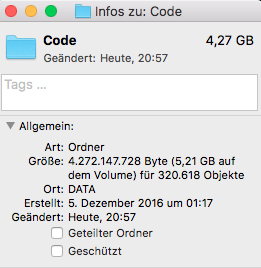 Infos zu: Code
Code 4,27 GB
Geändert: Heute, 20:57
Tags ...
Allgemein:
Art: Ordner
Größe: 4.272.147.728 Byte (5,21 GB auf
dem Volume) für 320.618 Objekte
Ort: DATA
Erstellt: 5. Dezember 2016 um 01:17
Geändert: Heute, 20:57
Geteilter Ordner
Geschützt